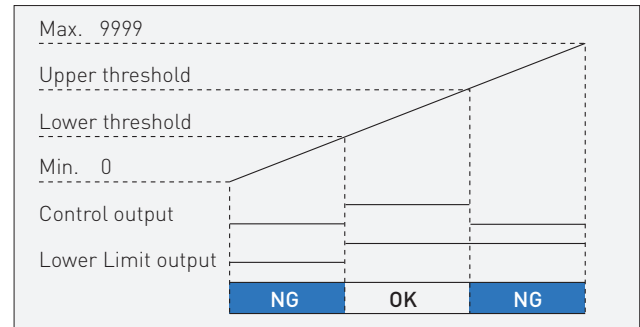 Max. 9999
Upper threshold
Lower threshold
Min. 0
Control output
Lower Limit output
NG OK NG